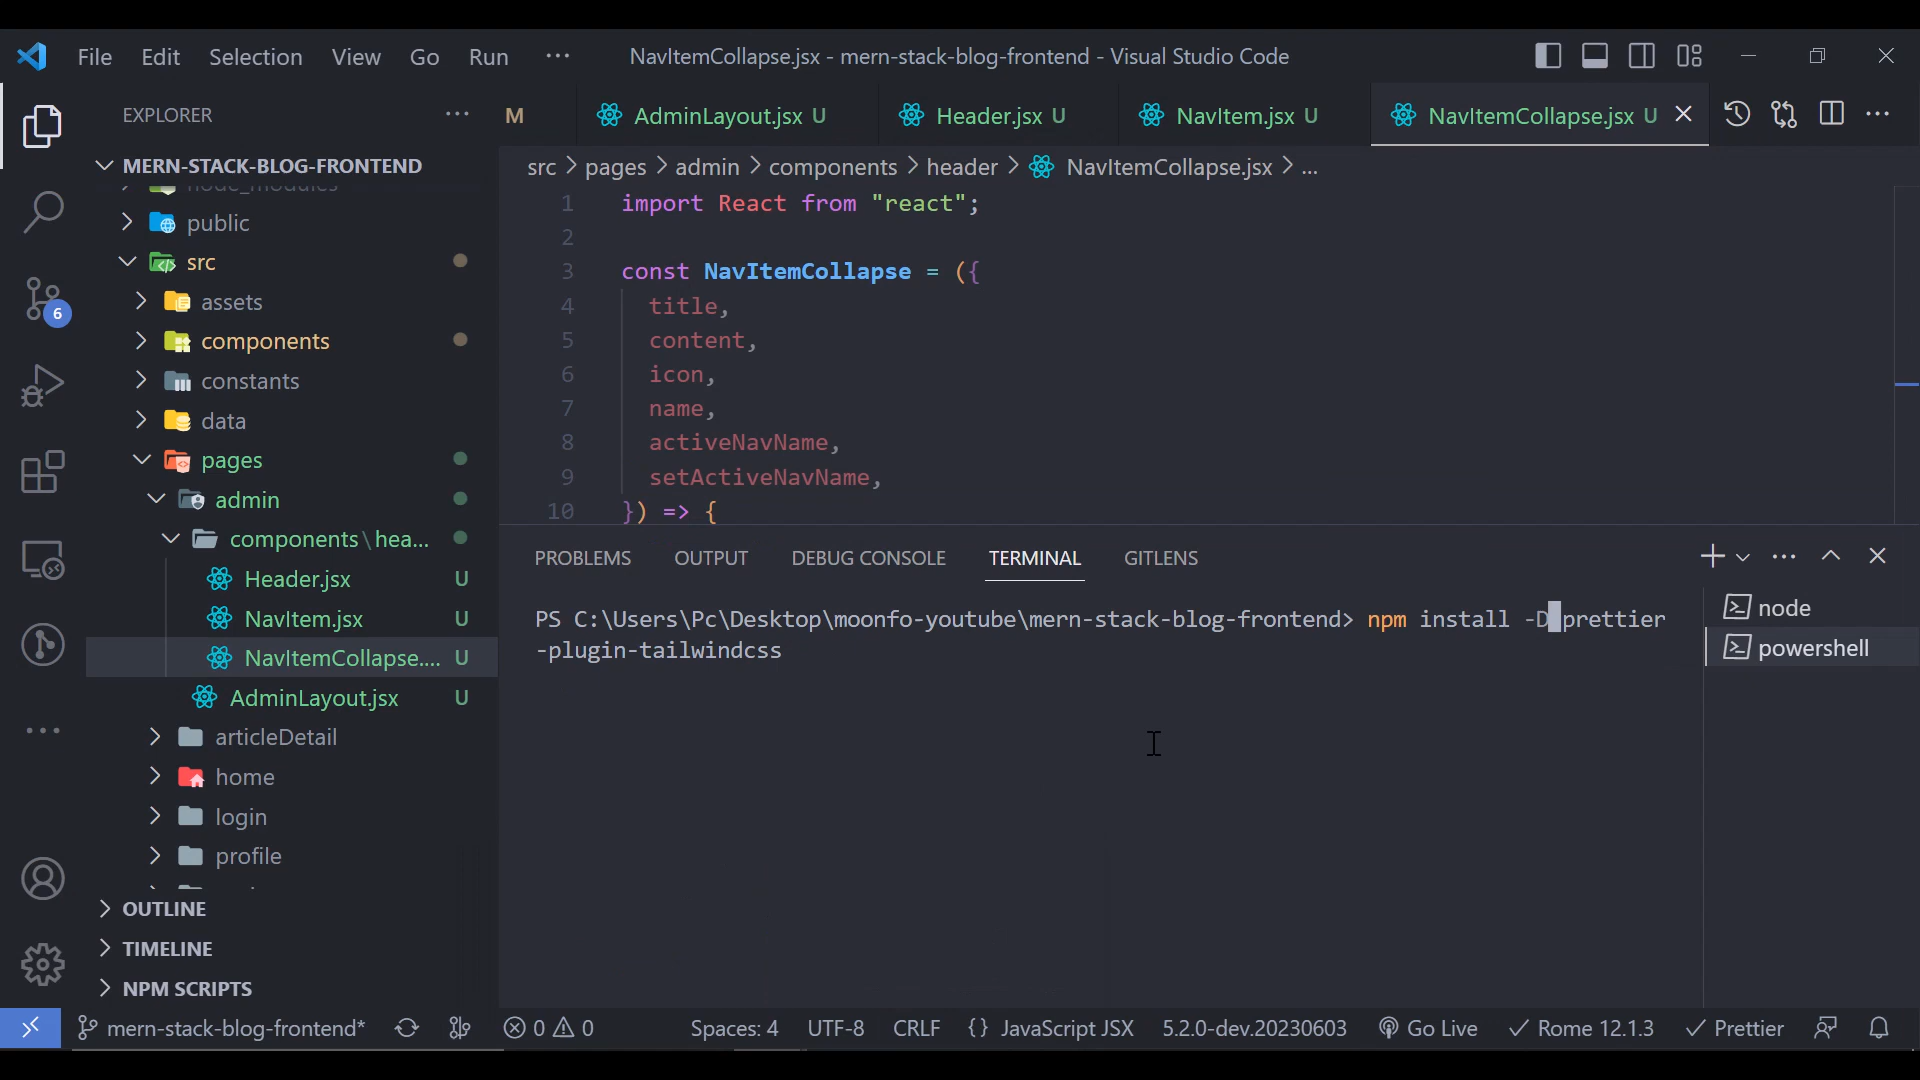 File Edit Selection View Go Run ···
NavItemCollapse.jsx - mern-stack-blog-frontend - Visual Studio Code
EXPLORER ···
M AdminLayout.jsx U Header.jsx U NavItem.jsx U NavItemCollapse.jsx U
MERN-STACK-BLOG-FRONTEND
src > pages > admin > components > header > NavItemCollapse.jsx > ...
node_modules
public
src
assets
components
constants
data
pages
admin
components\hea...
Header.jsx U
NavItem.jsx U
NavItemCollapse.... U
AdminLayout.jsx U
articleDetail
home
login
profile
OUTLINE
TIMELINE
NPM SCRIPTS
6
1 import React from "react";
2
3 const NavItemCollapse = ({
4 title,
5 content,
6 icon,
7 name,
8 activeNavName,
9 setActiveNavName,
10 }) => {
PROBLEMS OUTPUT DEBUG CONSOLE TERMINAL GITLENS
PS C:\Users\Pc\Desktop\moonfo-youtube\mern-stack-blog-frontend> npm install -D prettier
-plugin-tailwindcss
node
powershell
mern-stack-blog-frontend* 0 0 Spaces: 4 UTF-8 CRLF {} JavaScript JSX 5.2.0-dev.20230603 Go Live Rome 12.1.3 Prettier